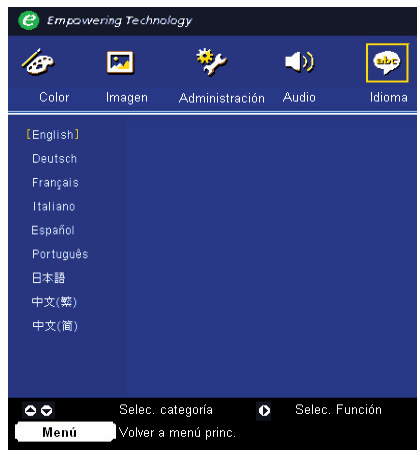 Empowering Technology
abc
Color Imagen Administración Audio Idioma
[English]
Deutsch
Français
Italiano
Español
Português
日本語
中文(繁)
中文(简)
Selec. categoría Selec. Función
Menú Volver a menú princ.